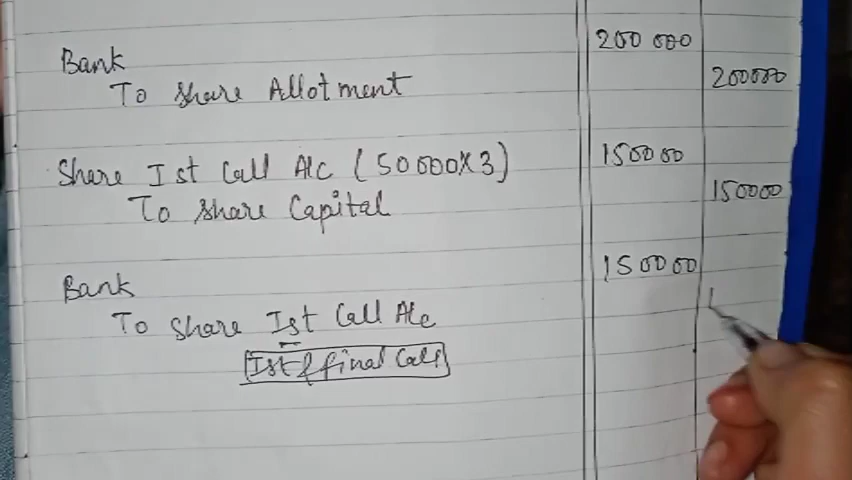 Bank 200 000
To Share Allotment 200000
Share Ist Call A/c (50000X3) 150000
To Share Capital 150000
Bank 150000
To Share Ist Call A/c
Ist & final Call